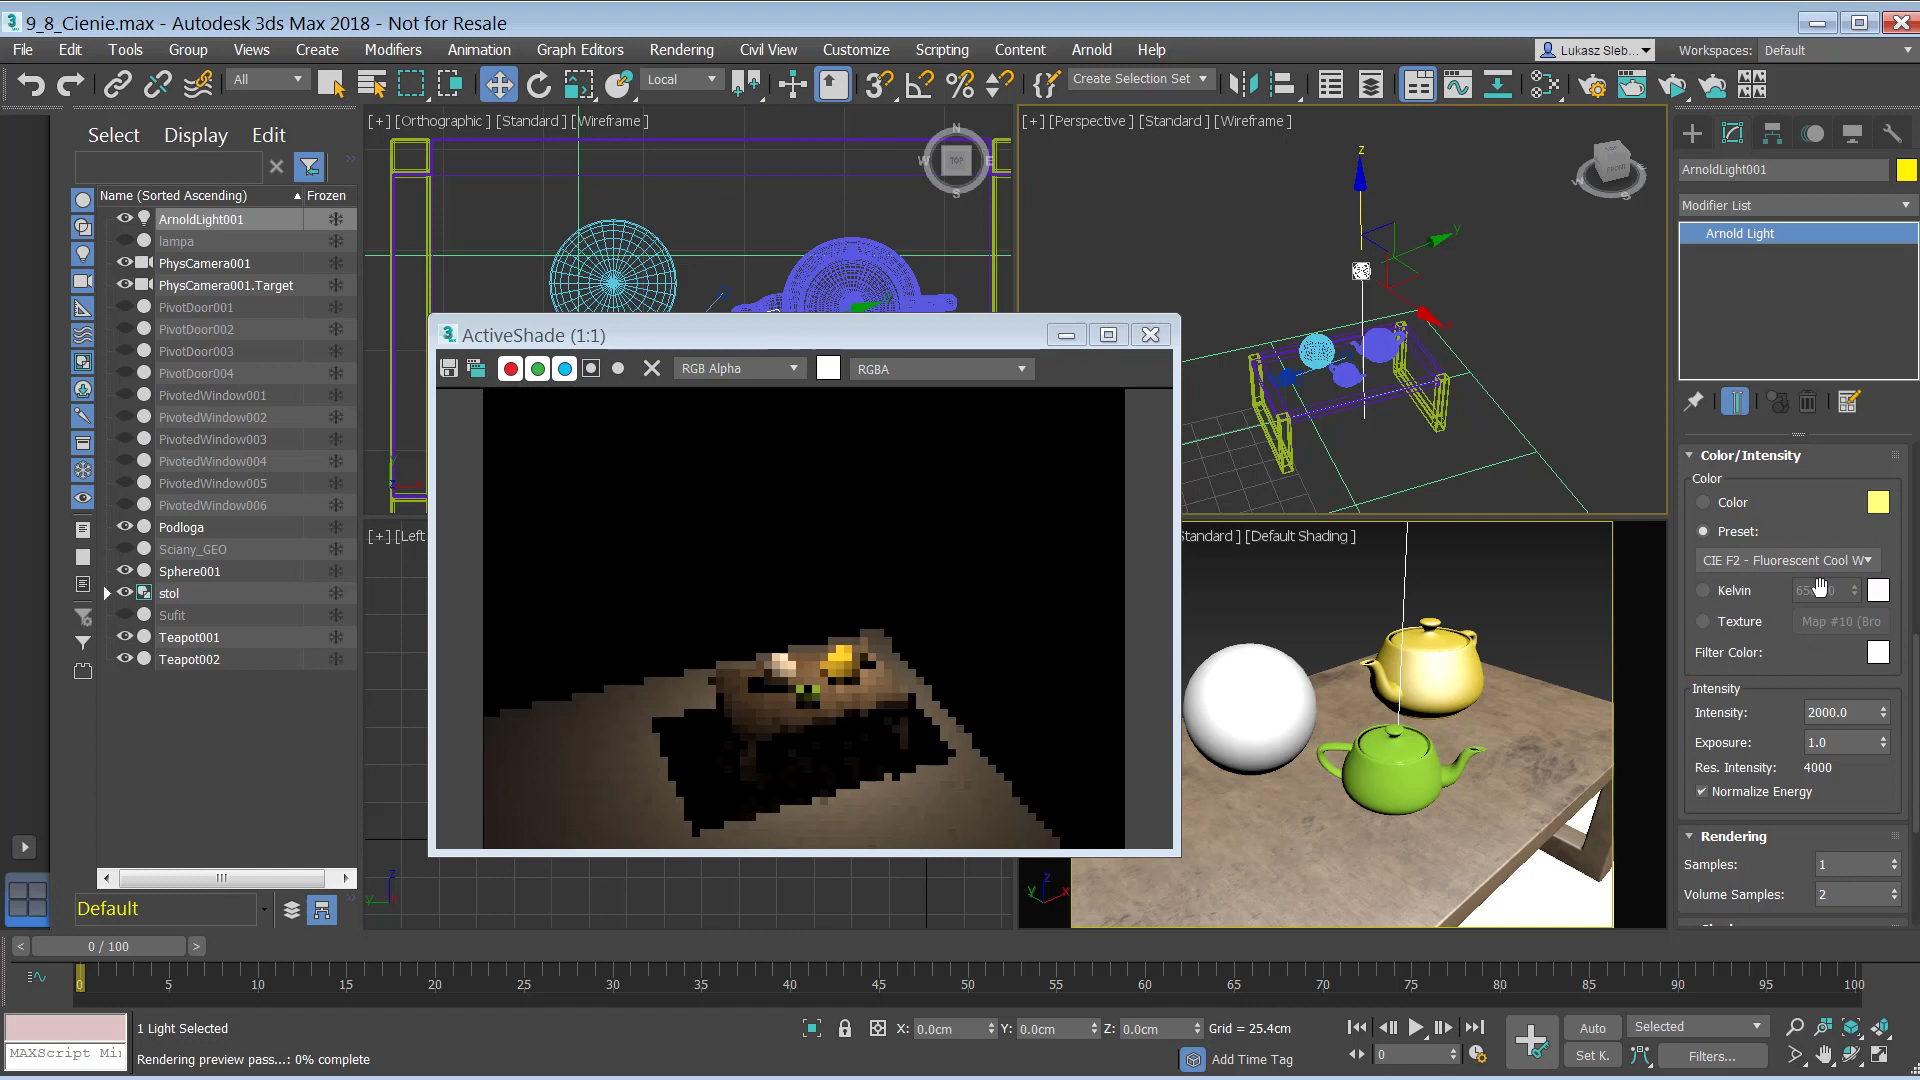 9_8_Cienie.max - Autodesk 3ds Max 2018 - Not for Resale
File Edit Tools Group Views Create Modifiers Animation Graph Editors Rendering Civil View Customize Scripting Content Arnold Help
Lukasz Sleb... Workspaces: Default
All Local Create Selection Set
Select Display Edit
Name (Sorted Ascending) Frozen
ArnoldLight001
lampa
PhysCamera001
PhysCamera001.Target
PivotDoor001
PivotDoor002
PivotDoor003
PivotDoor004
PivotedWindow001
PivotedWindow002
PivotedWindow003
PivotedWindow004
PivotedWindow005
PivotedWindow006
Podloga
Sciany_GEO
Sphere001
stol
Sufit
Teapot001
Teapot002
Default
[+] [Orthographic ] [Standard ] [Wireframe ]
[+] [Perspective ] [Standard ] [Wireframe ]
[+] [Left
Standard ] [Default Shading ]
TOP
N
W
E
S
FRONT
ActiveShade (1:1)
RGB Alpha
RGBA
ArnoldLight001
Modifier List
Arnold Light
Color/Intensity
Color
Color
Preset:
CIE F2 - Fluorescent Cool W
Kelvin
Texture Map #10 (Bro
Filter Color:
Intensity
Intensity: 2000.0
Exposure: 1.0
Res. Intensity: 4000
Normalize Energy
Rendering
Samples: 1
Volume Samples: 2
0 / 100
0 5 10 15 20 25 30 35 40 45 50 55 60 65 70 75 80 85 90 95 100
MAXScript Mi
1 Light Selected
Rendering preview pass...: 0% complete
X: 0.0cm Y: 0.0cm Z: 0.0cm Grid = 25.4cm
Add Time Tag
0
Auto Selected
Set K. Filters...